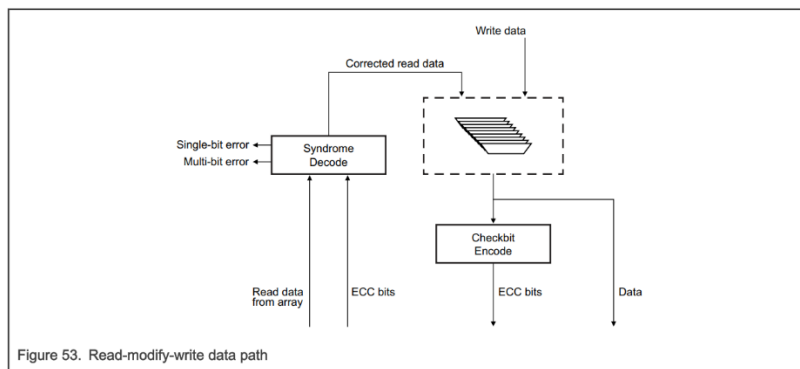 Write data
Corrected read data
Single-bit error
Multi-bit error
Syndrome
Decode
Checkbit
Encode
Read data
from array
ECC bits
ECC bits
Data
Figure 53. Read-modify-write data path